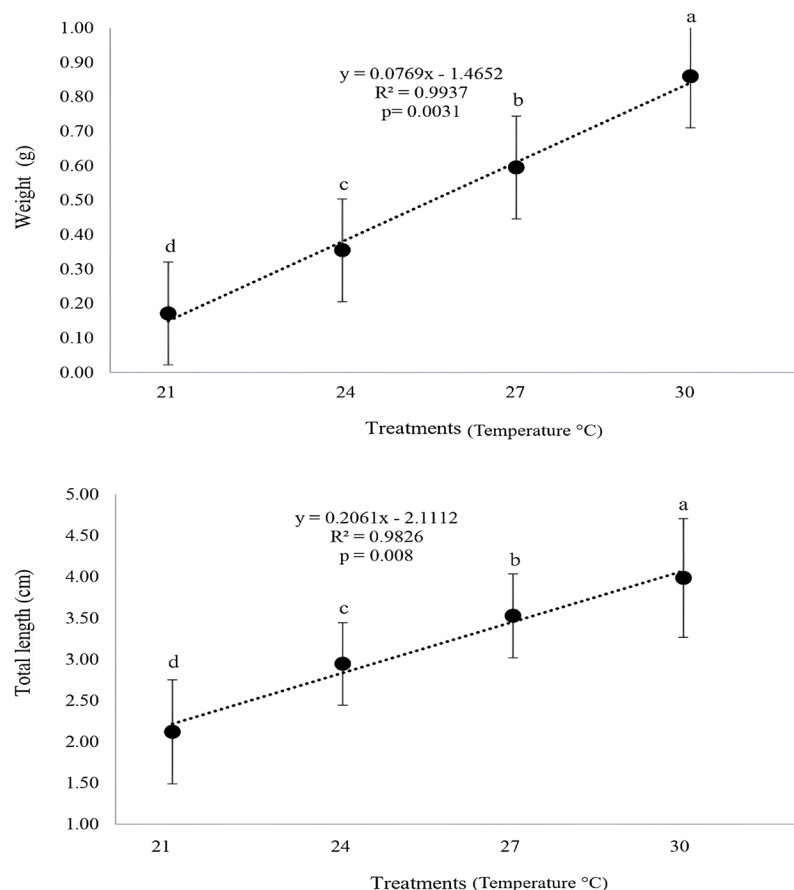 1.00
a
0.90
y = 0.0769x - 1.4652
R² = 0.9937
p= 0.0031
b
0.80
0.70
0.60
c
0.50
0.40
d
0.30
0.20
0.10
0.00
Weight (g)
21 24 27 30
Treatments (Temperature °C)
5.00
a
y = 0.2061x - 2.1112
R² = 0.9826
p = 0.008
4.50
b
4.00
c
3.50
3.00
d
2.50
2.00
1.50
1.00
Total length (cm)
21 24 27 30
Treatments (Temperature °C)